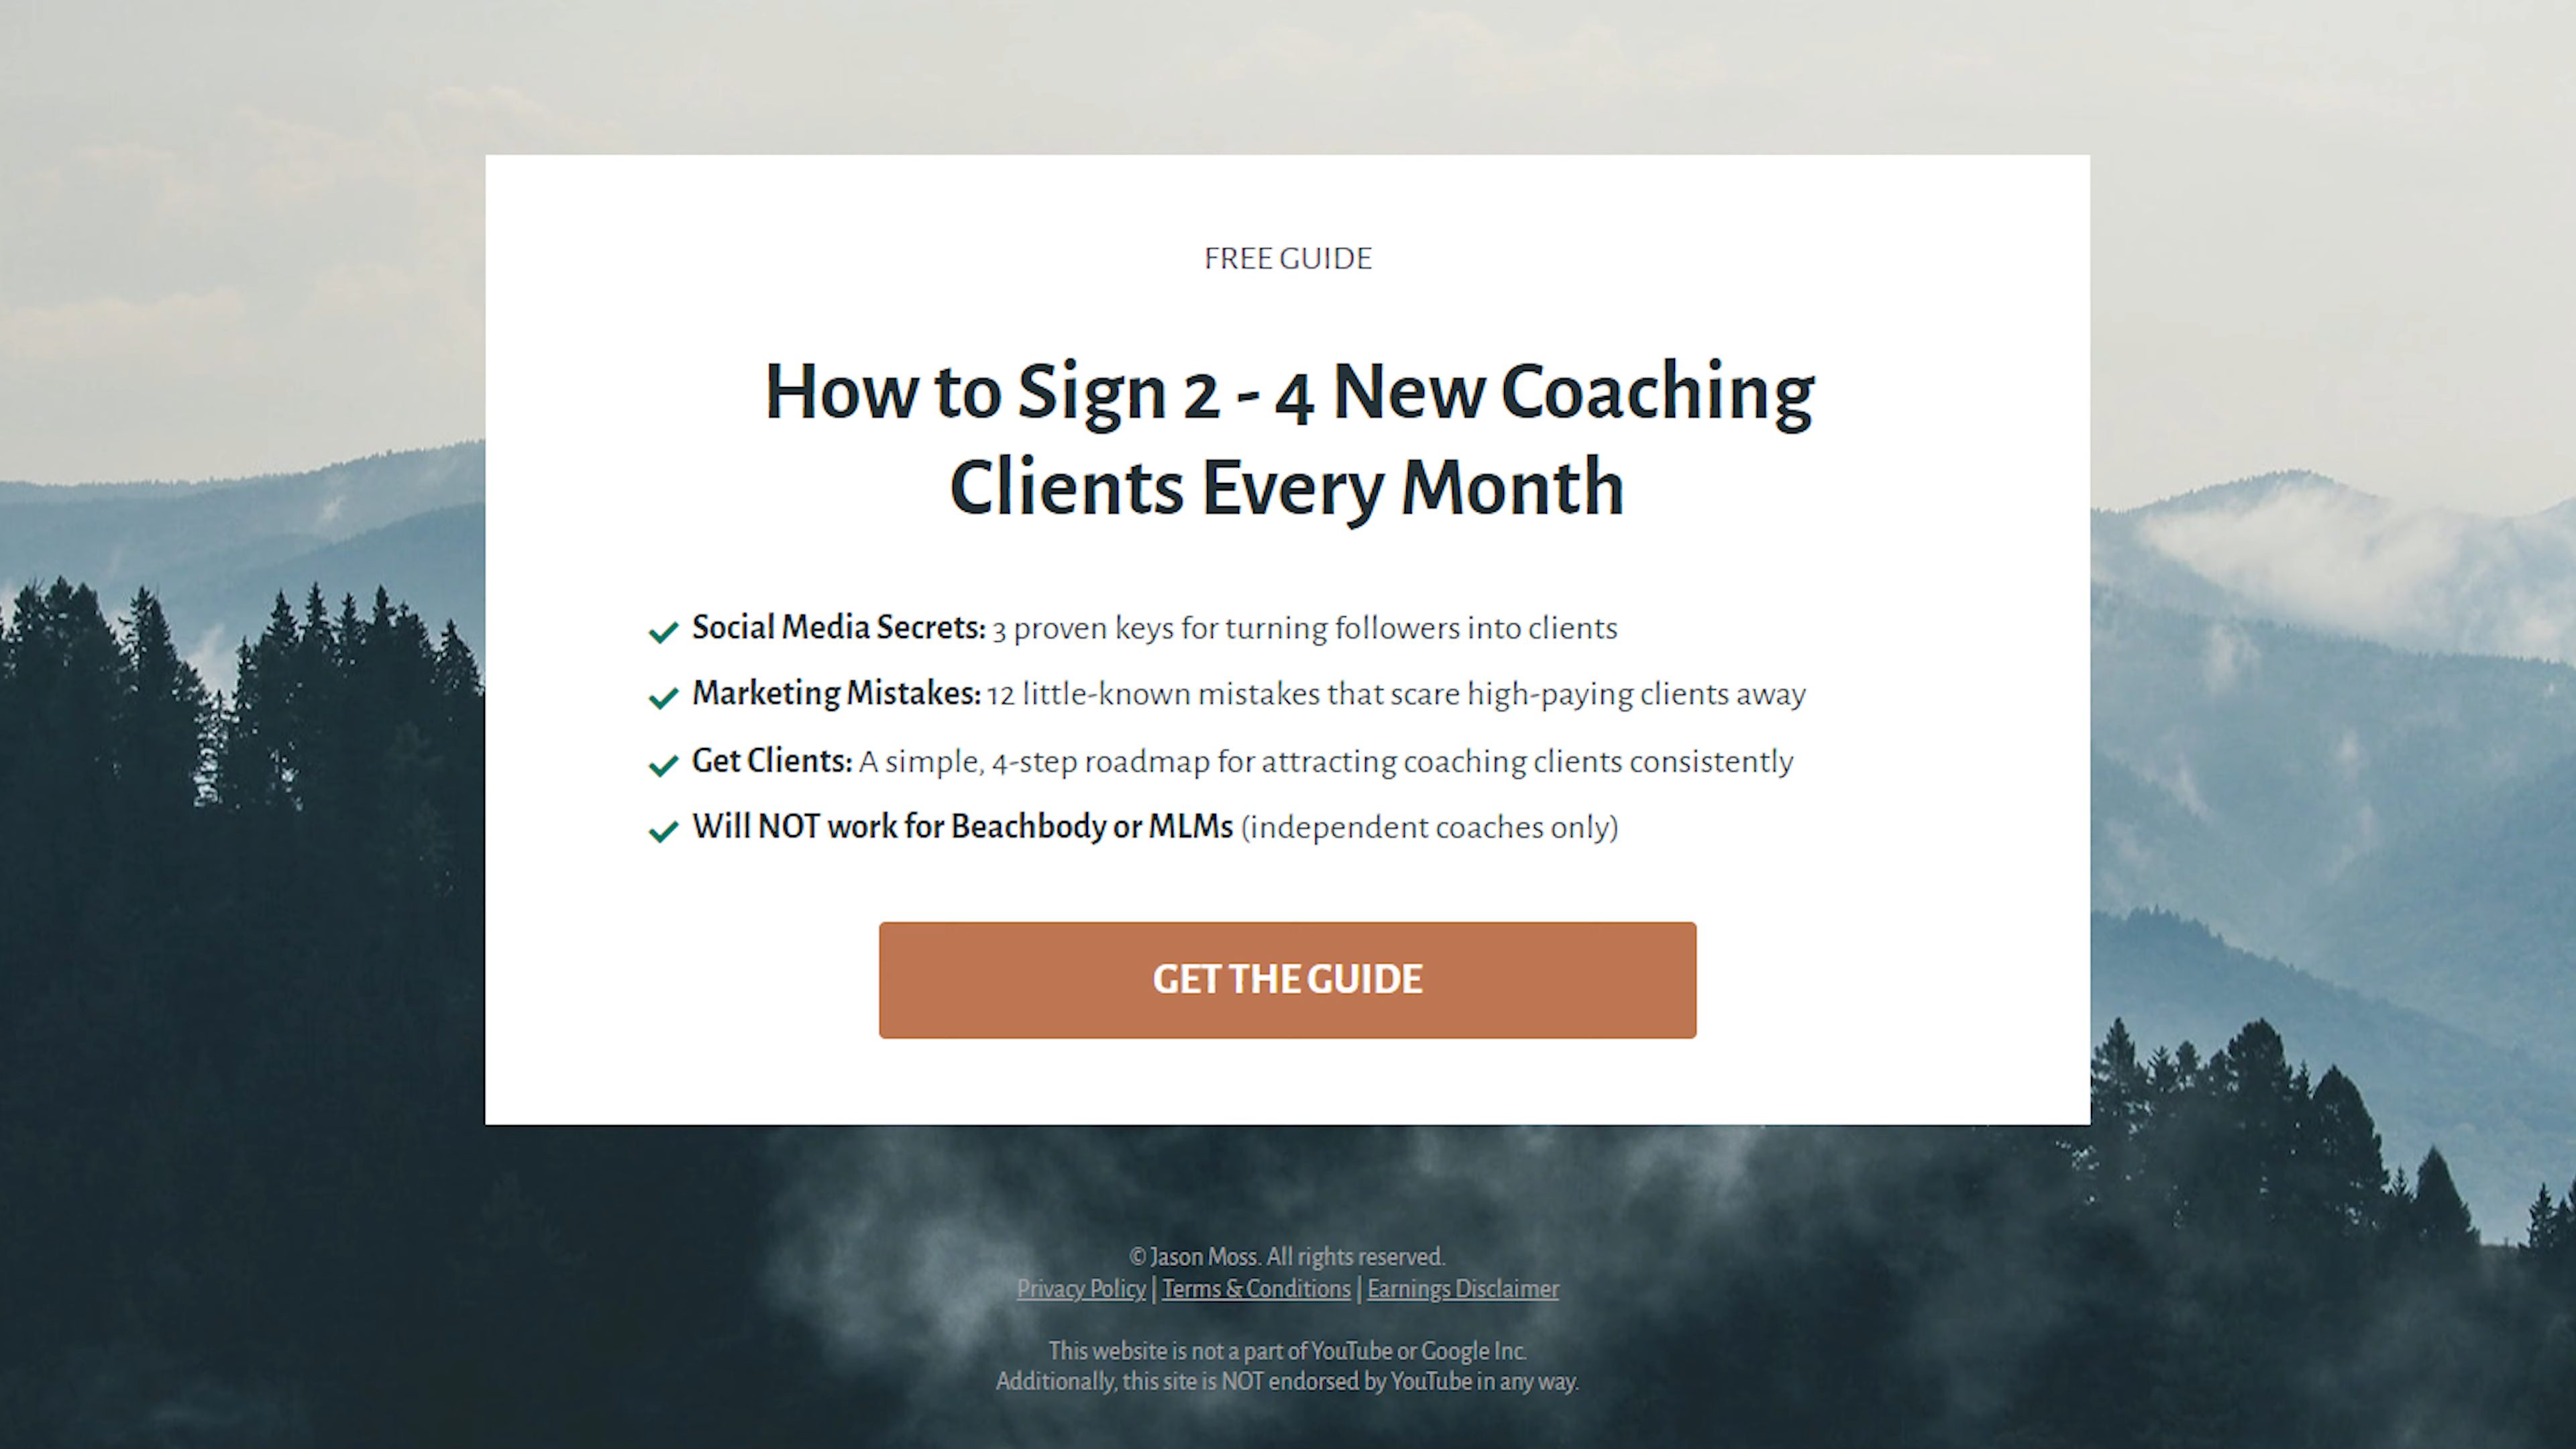 FREE GUIDE
How to Sign 2 - 4 New Coaching
Clients Every Month
Social Media Secrets: 3 proven keys for turning followers into clients
Marketing Mistakes: 12 little-known mistakes that scare high-paying clients away
Get Clients: A simple, 4-step roadmap for attracting coaching clients consistently
Will NOT work for Beachbody or MLMs (independent coaches only)
GET THE GUIDE
© Jason Moss. All rights reserved.
Privacy Policy | Terms & Conditions | Earnings Disclaimer
This website is not a part of YouTube or Google Inc.
Additionally, this site is NOT endorsed by YouTube in any way.